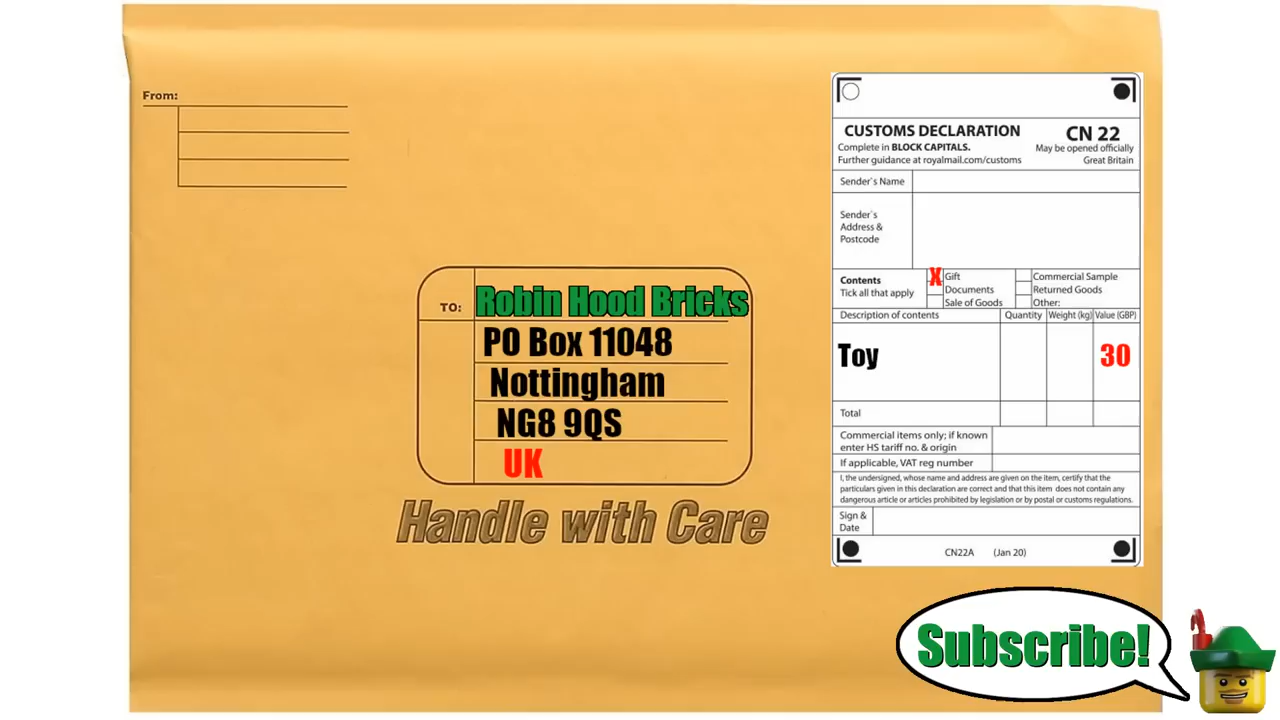 From:
TO: Robin Hood Bricks
PO Box 11048
Nottingham
NG8 9QS
UK
Handle with Care
CUSTOMS DECLARATION CN 22
Complete in BLOCK CAPITALS. May be opened officially
Further guidance at royalmail.com/customs Great Britain
Sender`s Name
Sender`s
Address &
Postcode
Contents
Tick all that apply
X Gift
Documents
Sale of Goods
Commercial Sample
Returned Goods
Other:
Description of contents Quantity Weight (kg) Value (GBP)
Toy 30
Total
Commercial items only; if known
enter HS tariff no. & origin
If applicable, VAT reg number
I, the undersigned, whose name and address are given on the item, certify that the
particulars given in this declaration are correct and that this item does not contain any
dangerous article or articles prohibited by legislation or by postal or customs regulations.
Sign &
Date
CN22A (Jan 20)
Subscribe!